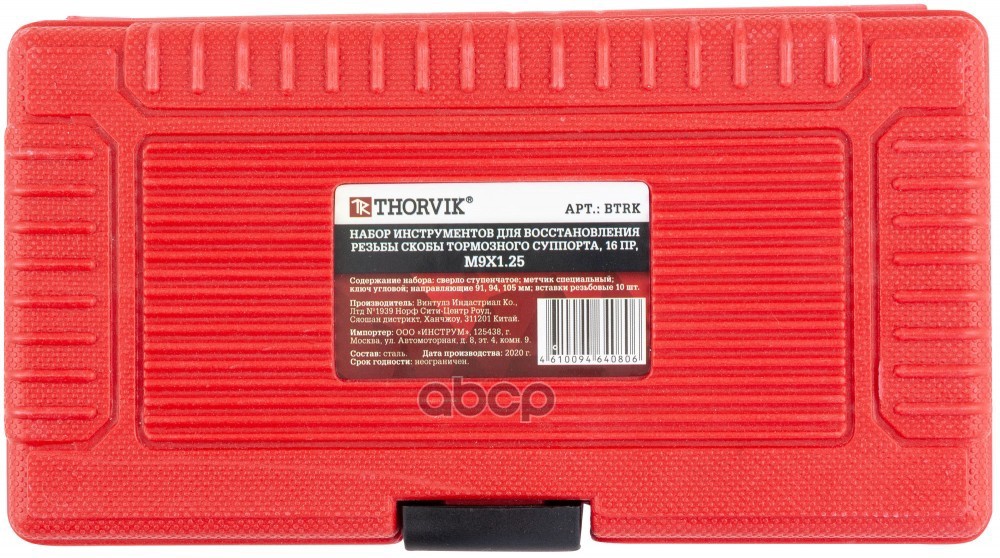 THORVIK®
АРТ.: BTRK
НАБОР ИНСТРУМЕНТОВ ДЛЯ ВОССТАНОВЛЕНИЯ
РЕЗЬБЫ СКОБЫ ТОРМОЗНОГО СУППОРТА, 16 ПР,
М9Х1.25
Содержание набора: сверло ступенчатое; метчик специальный;
ключ угловой; направляющие 91, 94, 105 мм; вставки резьбовые 10 шт.
Производитель: Винтулз Индастриал Ко.,
Лтд №1939 Норф Сити-Центр Роуд,
Сяошан дистрикт, Ханчжоу, 311201 Китай.
Импортер: ООО «ИНСТРУМ», 125438, г.
Москва, ул. Автомоторная, д. 8, эт. 4, комн. 9.
Состав: сталь. Дата производства: 2020 г.
Срок годности: неограничен.
4 610094 640806
abcp